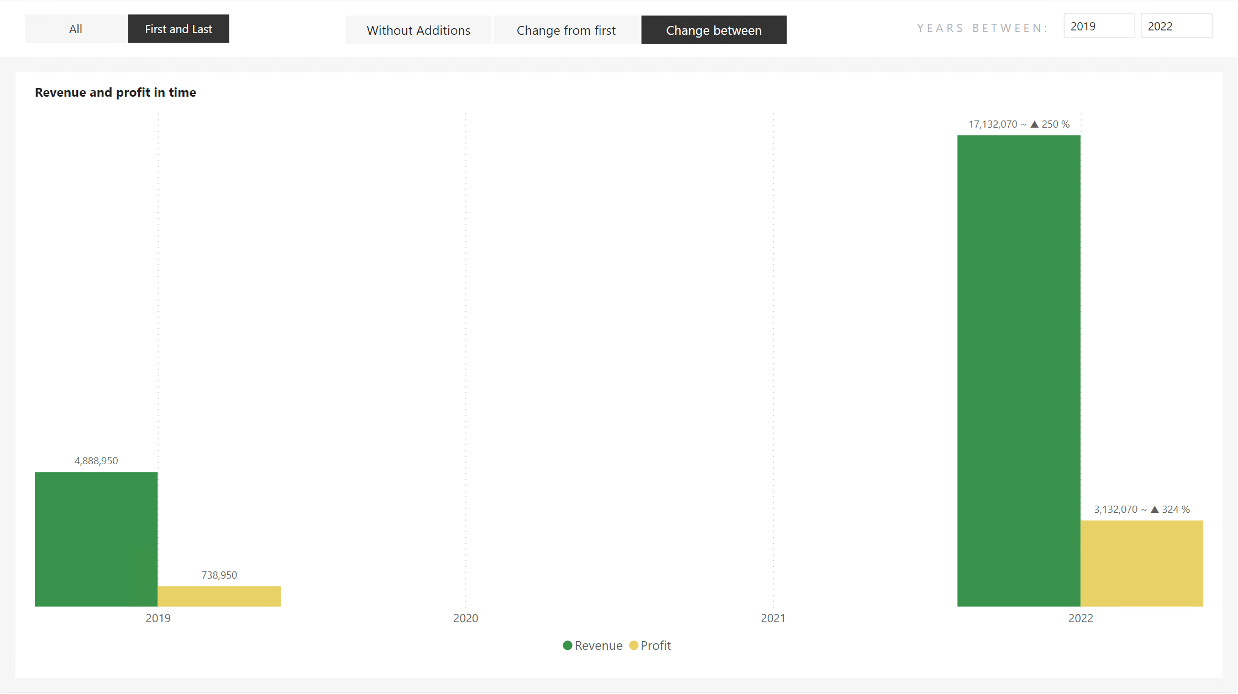 All
First and Last
Without Additions
Change from first
Change between
YEARS BETWEEN:
2019
2022
Revenue and profit in time
17,132,070 ~ ▲ 250 %
4,888,950
3,132,070 ~ ▲ 324 %
738,950
2019
2020
2021
2022
Revenue
Profit